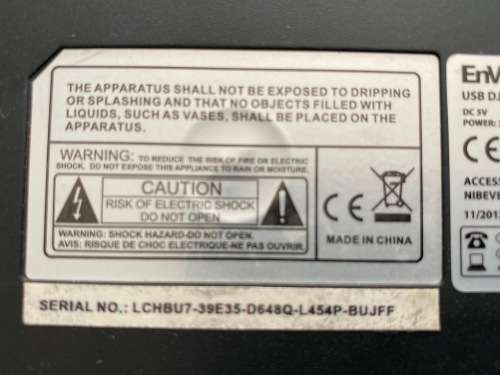 THE APPARATUS SHALL NOT BE EXPOSED TO DRIPPING
OR SPLASHING AND THAT NO OBJECTS FILLED WITH
LIQUIDS, SUCH AS VASES, SHALL BE PLACED ON THE
APPARATUS.
WARNING: TO REDUCE THE RISK OF FIRE OR ELECTRIC
SHOCK, DO NOT EXPOSE THIS APPLIANCE TO RAIN OR MOISTURE.
CAUTION
RISK OF ELECTRIC SHOCK
DO NOT OPEN
WARNING: SHOCK HAZARD-DO NOT OPEN.
AVIS: RISQUE DE CHOC ELECTRIQUE-NE PAS OUVRIR.
CE
MADE IN CHINA
SERIAL NO.: LCHBU7-39E35-D648Q-L454P-BUJFF
USB DJ
DC 5V
POWER:
CE
ACCESS
NIBEVE
11/201